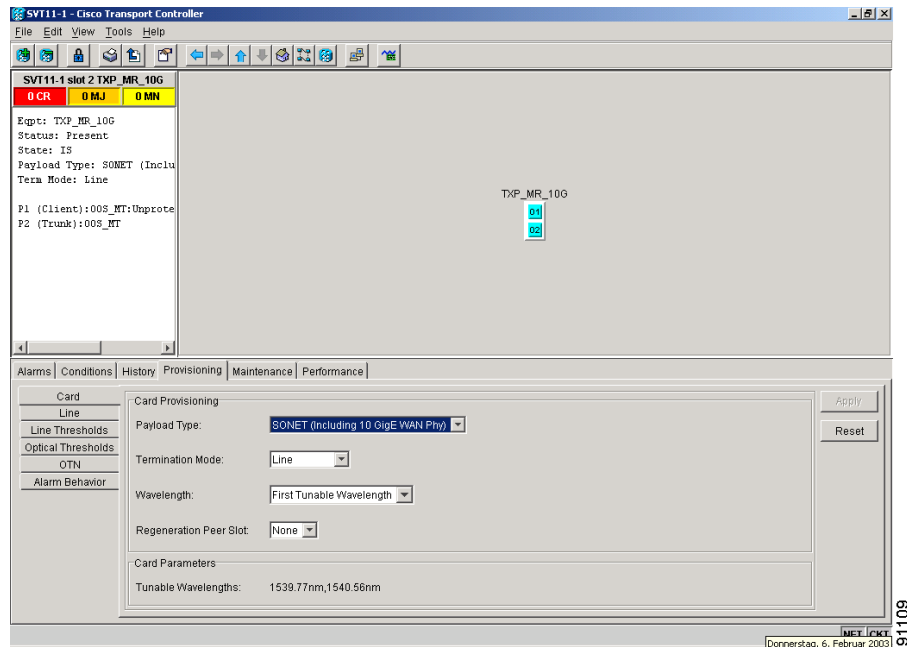 SVT11-1 - Cisco Transport Controller
File Edit View Tools Help
SVT11-1 slot 2 TXP_MR_10G
0 CR 0 MJ 0 MN
Eqpt: TXP_MR_10G
Status: Present
State: IS
Payload Type: SONET (Inclu
Term Mode: Line
P1 (Client):OOS_MT:Unprote
P2 (Trunk):OOS_MT
TXP_MR_10G
01
02
Alarms Conditions History Provisioning Maintenance Performance
Card
Line
Line Thresholds
Optical Thresholds
OTN
Alarm Behavior
Card Provisioning
Payload Type: SONET (Including 10 GigE WAN Phy)
Termination Mode: Line
Wavelength: First Tunable Wavelength
Regeneration Peer Slot: None
Card Parameters
Tunable Wavelengths: 1539.77nm,1540.56nm
Apply
Reset
NET CKT
Donnerstag, 6. Februar 2003
91109